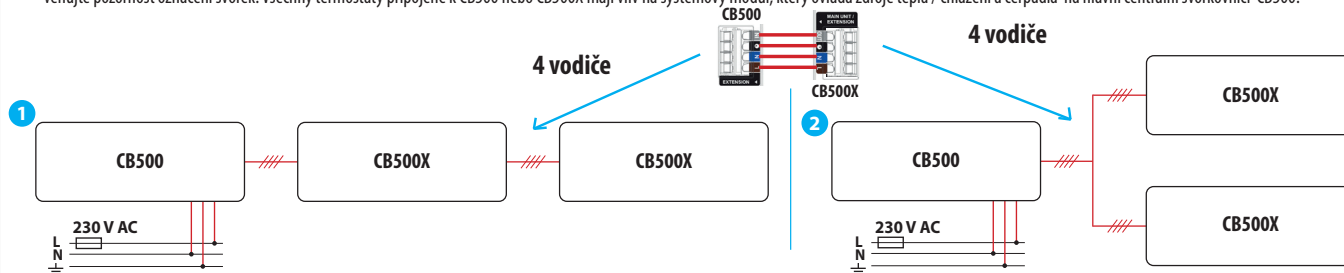 Věnujte pozornost označení svorek. Všechny termostaty připojené k CB500 nebo CB500X mají vliv na systémový modul, který ovládá zdroje tepla / chlazení a čerpadla na hlavní centrální svorkovnici CB500.
CB500
MAIN UNIT /
EXTENSION
N
L
N
L
EXTENSION
CB500X
4 vodiče
4 vodiče
1
CB500
CB500X
CB500X
230 V AC
L
N
2
CB500
CB500X
CB500X
230 V AC
L
N